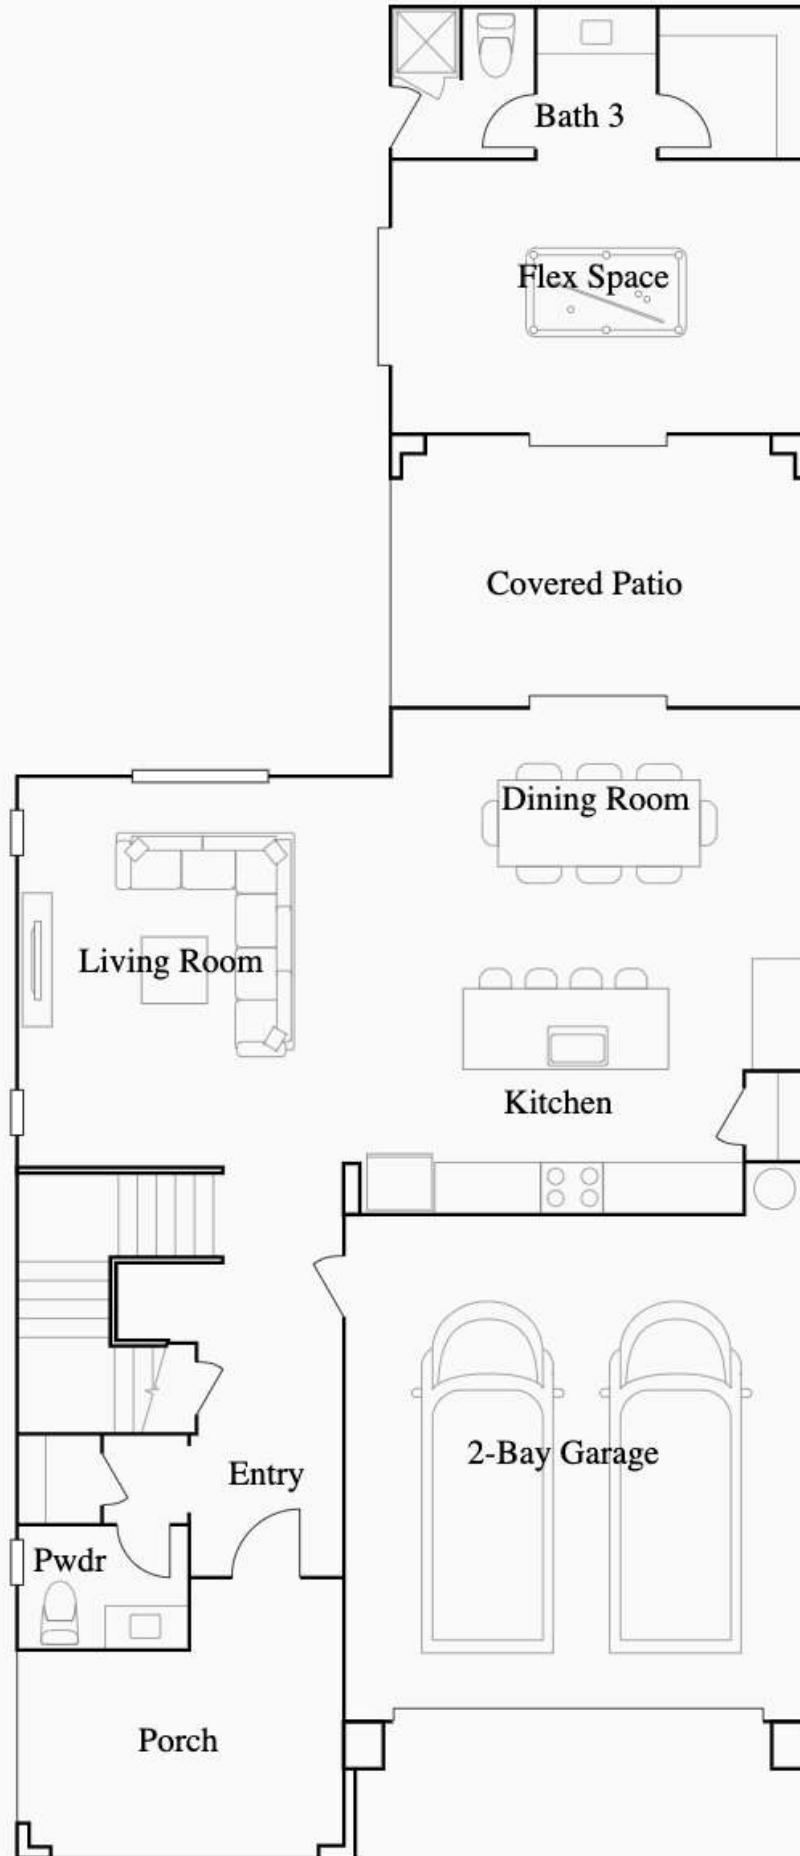 Bath 3
Flex Space
Covered Patio
Dining Room
Living Room
Kitchen
2-Bay Garage
Entry
Pwdr
Porch